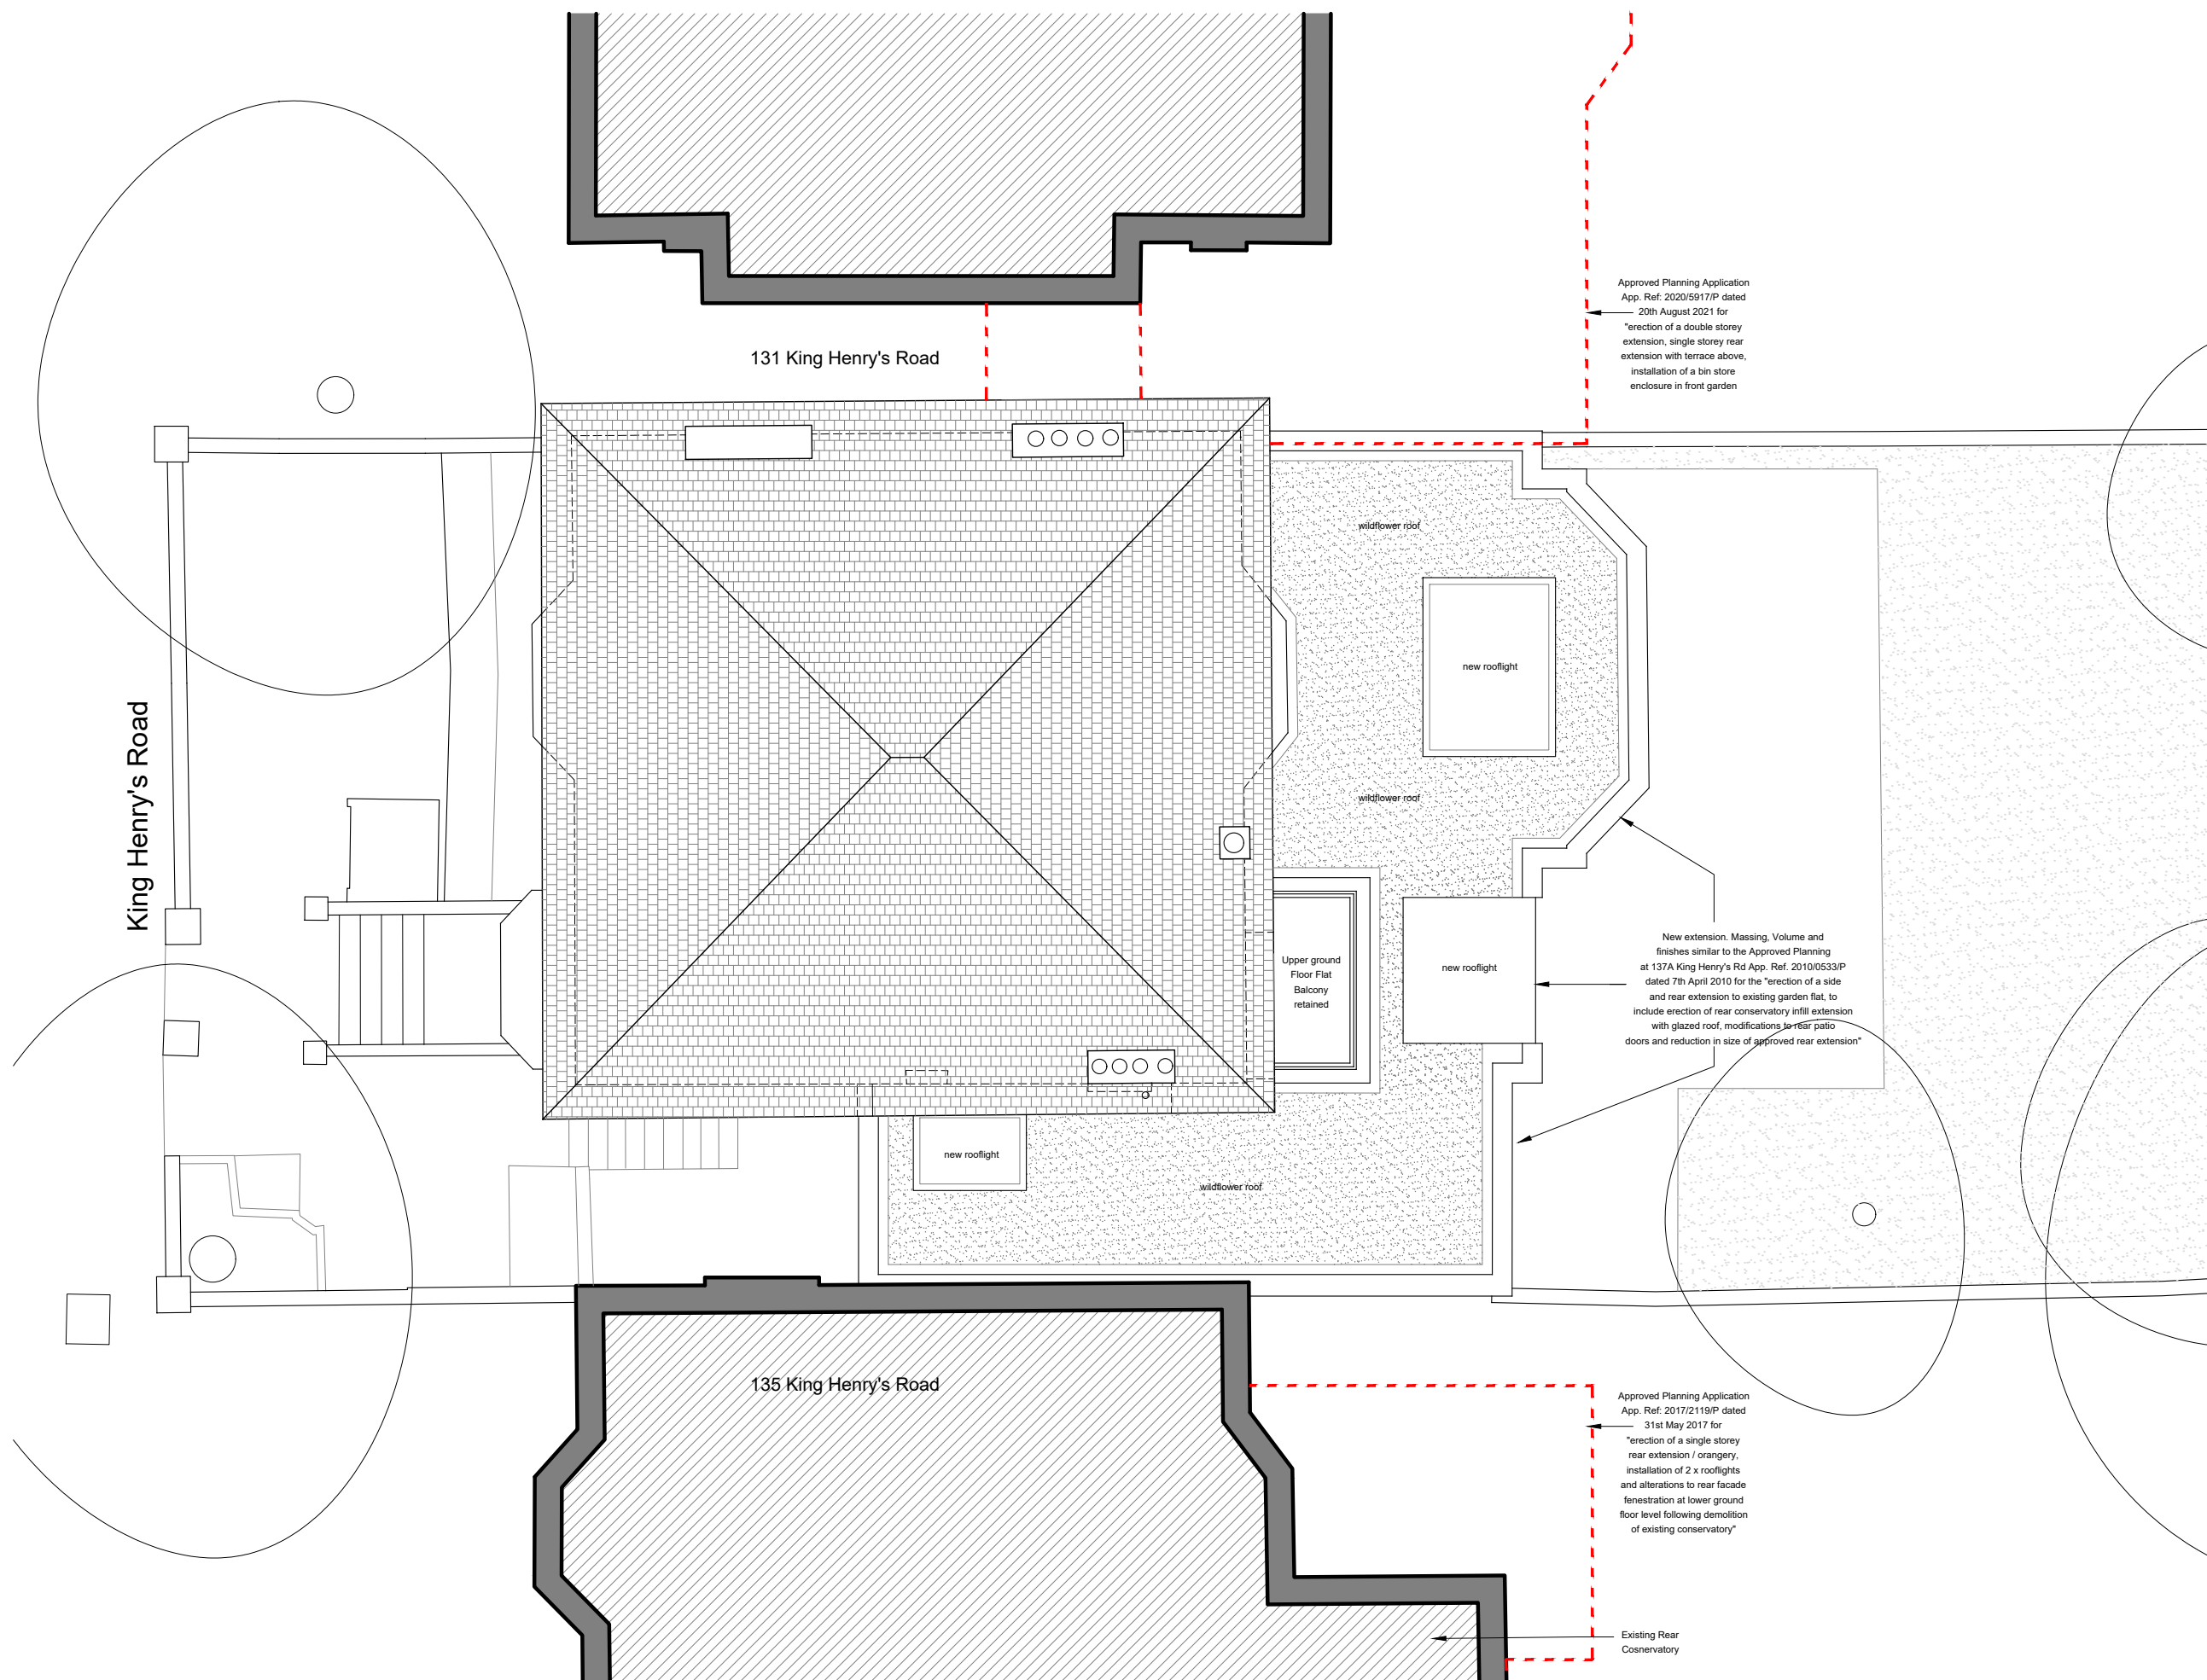 Approved Planning Application
App. Ref: 2020/5917/P dated
20th August 2021 for
"erection of a double storey
extension, single storey rear
extension with terrace above,
installation of a bin store
enclosure in front garden
131 King Henry's Road
wildflower roof
new rooflight
King Henry's Road
wildflower roof
New extension. Massing, Volume and
finishes similar to the Approved Planning
at 137A King Henry's Rd App. Ref. 2010/0533/P
dated 7th April 2010 for the "erection of a side
and rear extension to existing garden flat, to
include erection of rear conservatory infill extension
with glazed roof, modifications to rear patio
doors and reduction in size of approved rear extension"
Upper ground
Floor Flat
Balcony
retained
new rooflight
new rooflight
wildflower roof
135 King Henry's Road
Approved Planning Application
App. Ref: 2017/2119/P dated
31st May 2017 for
"erection of a single storey
rear extension / orangery,
installation of 2 x rooflights
and alterations to rear facade
fenestration at lower ground
floor level following demolition
of existing conservatory"
Existing Rear
Cosnervatory